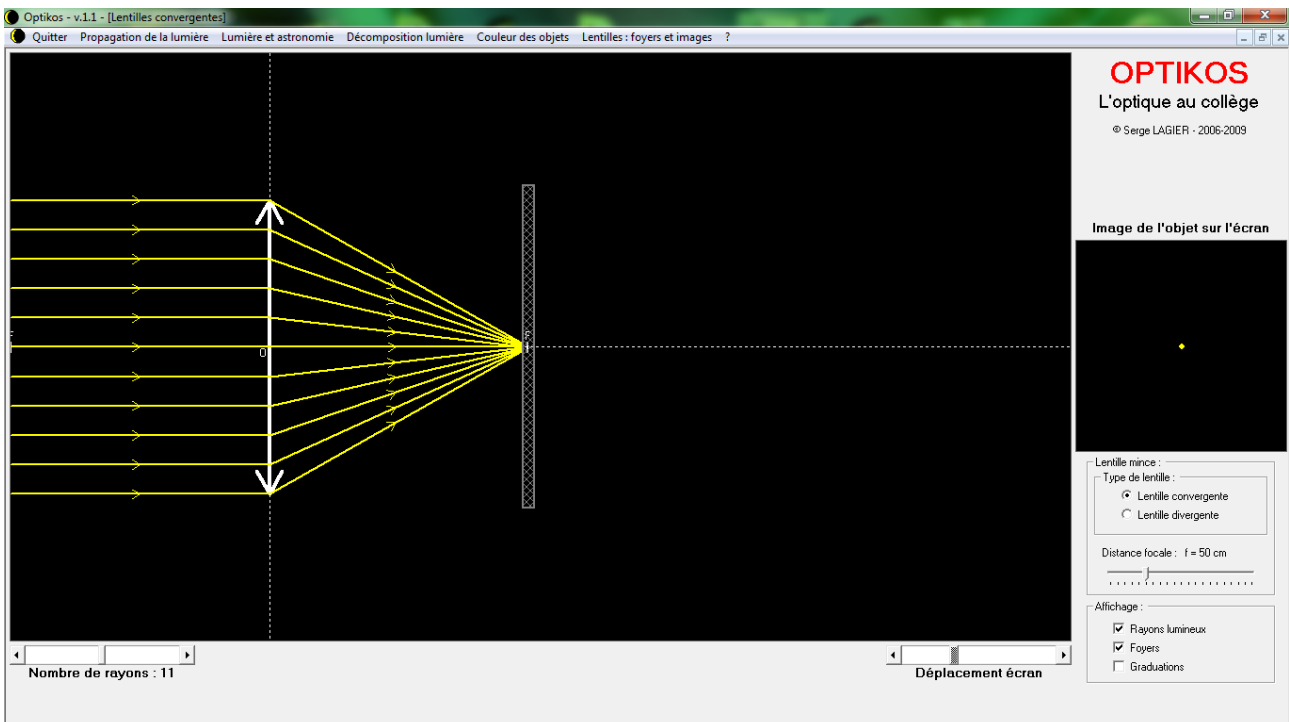 Optikos - v.1.1 - [Lentilles convergentes]
Quitter Propagation de la lumière Lumière et astronomie Décomposition lumière Couleur des objets Lentilles : foyers et images ?
OPTIKOS
L'optique au collège
© Serge LAGIER - 2006-2009
Image de l'objet sur l'écran
F
O
F
Lentille mince :
Type de lentille :
Lentille convergente
Lentille divergente
Distance focale : f = 50 cm
Affichage :
Rayons lumineux
Foyers
Graduations
Nombre de rayons : 11
Déplacement écran